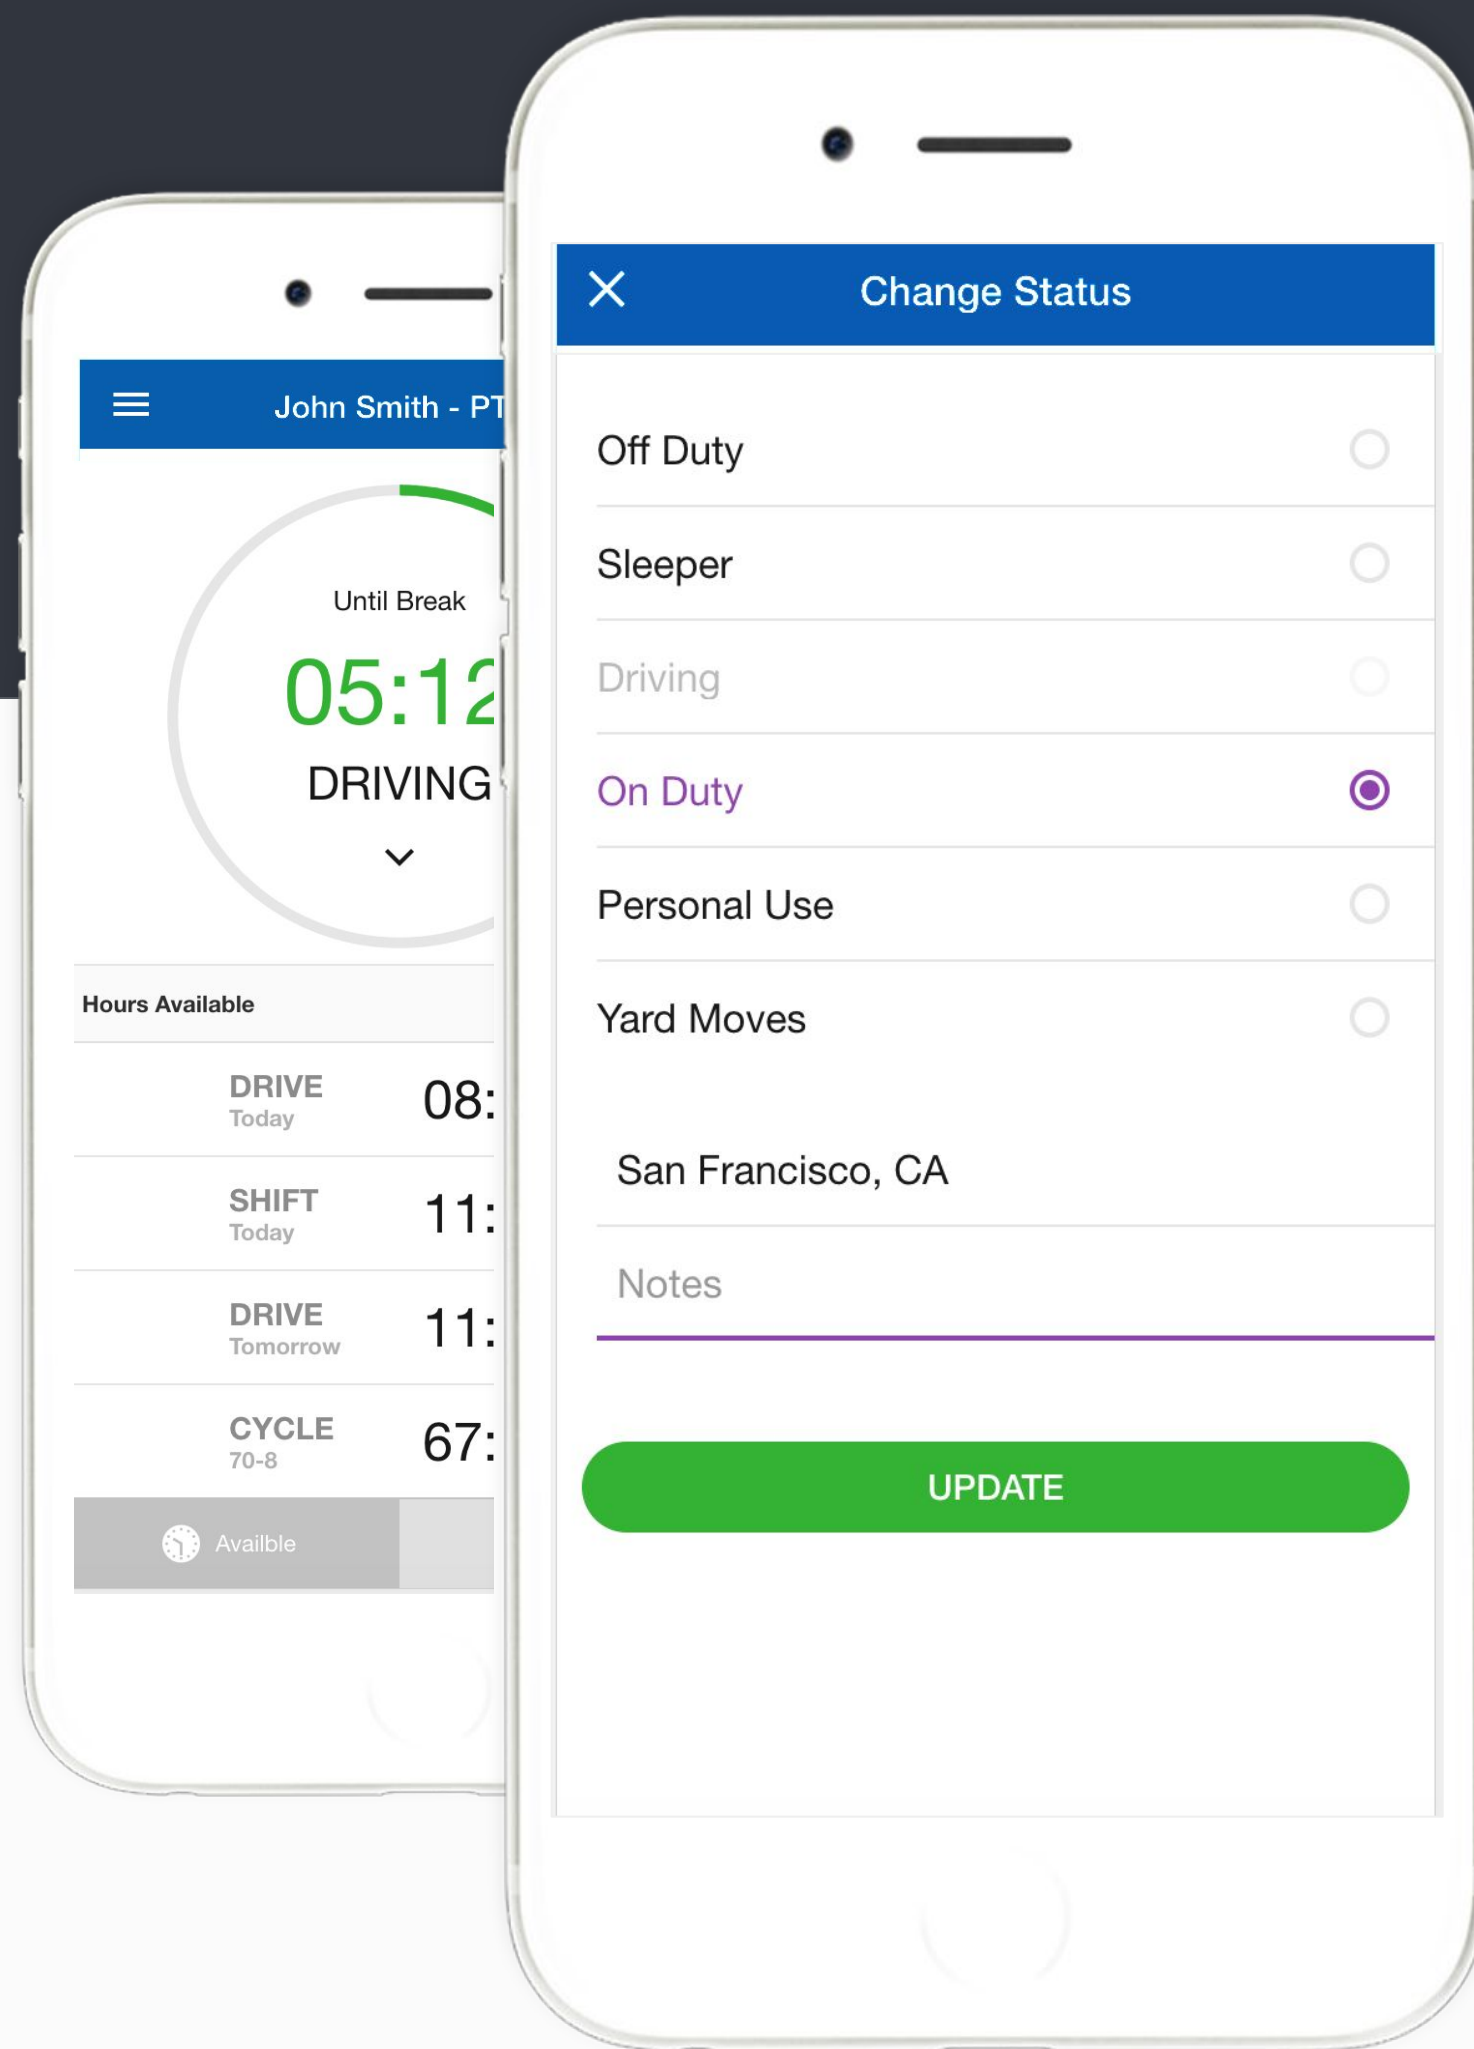 John Smith - PT
Until Break
05:12
DRIVING
Hours Available
DRIVE 08:
Today
SHIFT 11:
Today
DRIVE 11:
Tomorrow
CYCLE 67:
70-8
Availble
Change Status
Off Duty
Sleeper
Driving
On Duty
Personal Use
Yard Moves
San Francisco, CA
Notes
UPDATE